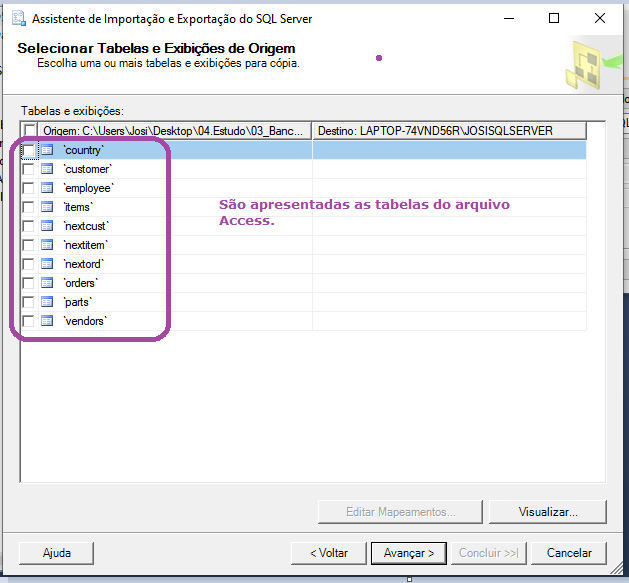 Assistente de Importação e Exportação do SQL Server
Selecionar Tabelas e Exibições de Origem
Escolha uma ou mais tabelas e exibições para cópia.
Tabelas e exibições:
Origem: C:\Users\Josi\Desktop\04.Estudo\03_Banc... Destino: LAPTOP-74VND56R\JOSISQLSERVER
`country`
`customer`
`employee`
`items`
`nextcust`
`nextitem`
`nextord`
`orders`
`parts`
`vendors`
São apresentadas as tabelas do arquivo
Access.
Editar Mapeamentos... Visualizar...
Ajuda < Voltar Avançar > Concluir >>| Cancelar